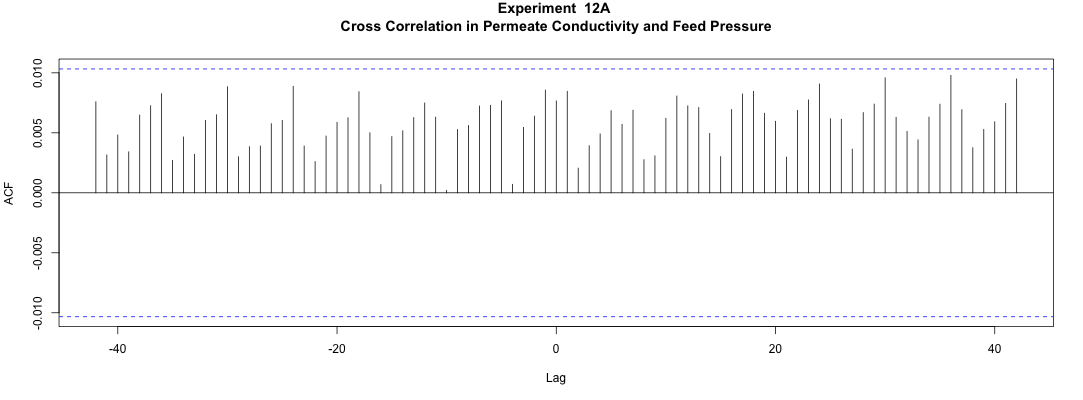 Experiment 12A
Cross Correlation in Permeate Conductivity and Feed Pressure
ACF
0.010
0.005
0.000
-0.005
-0.010
-40
-20
0
20
40
Lag